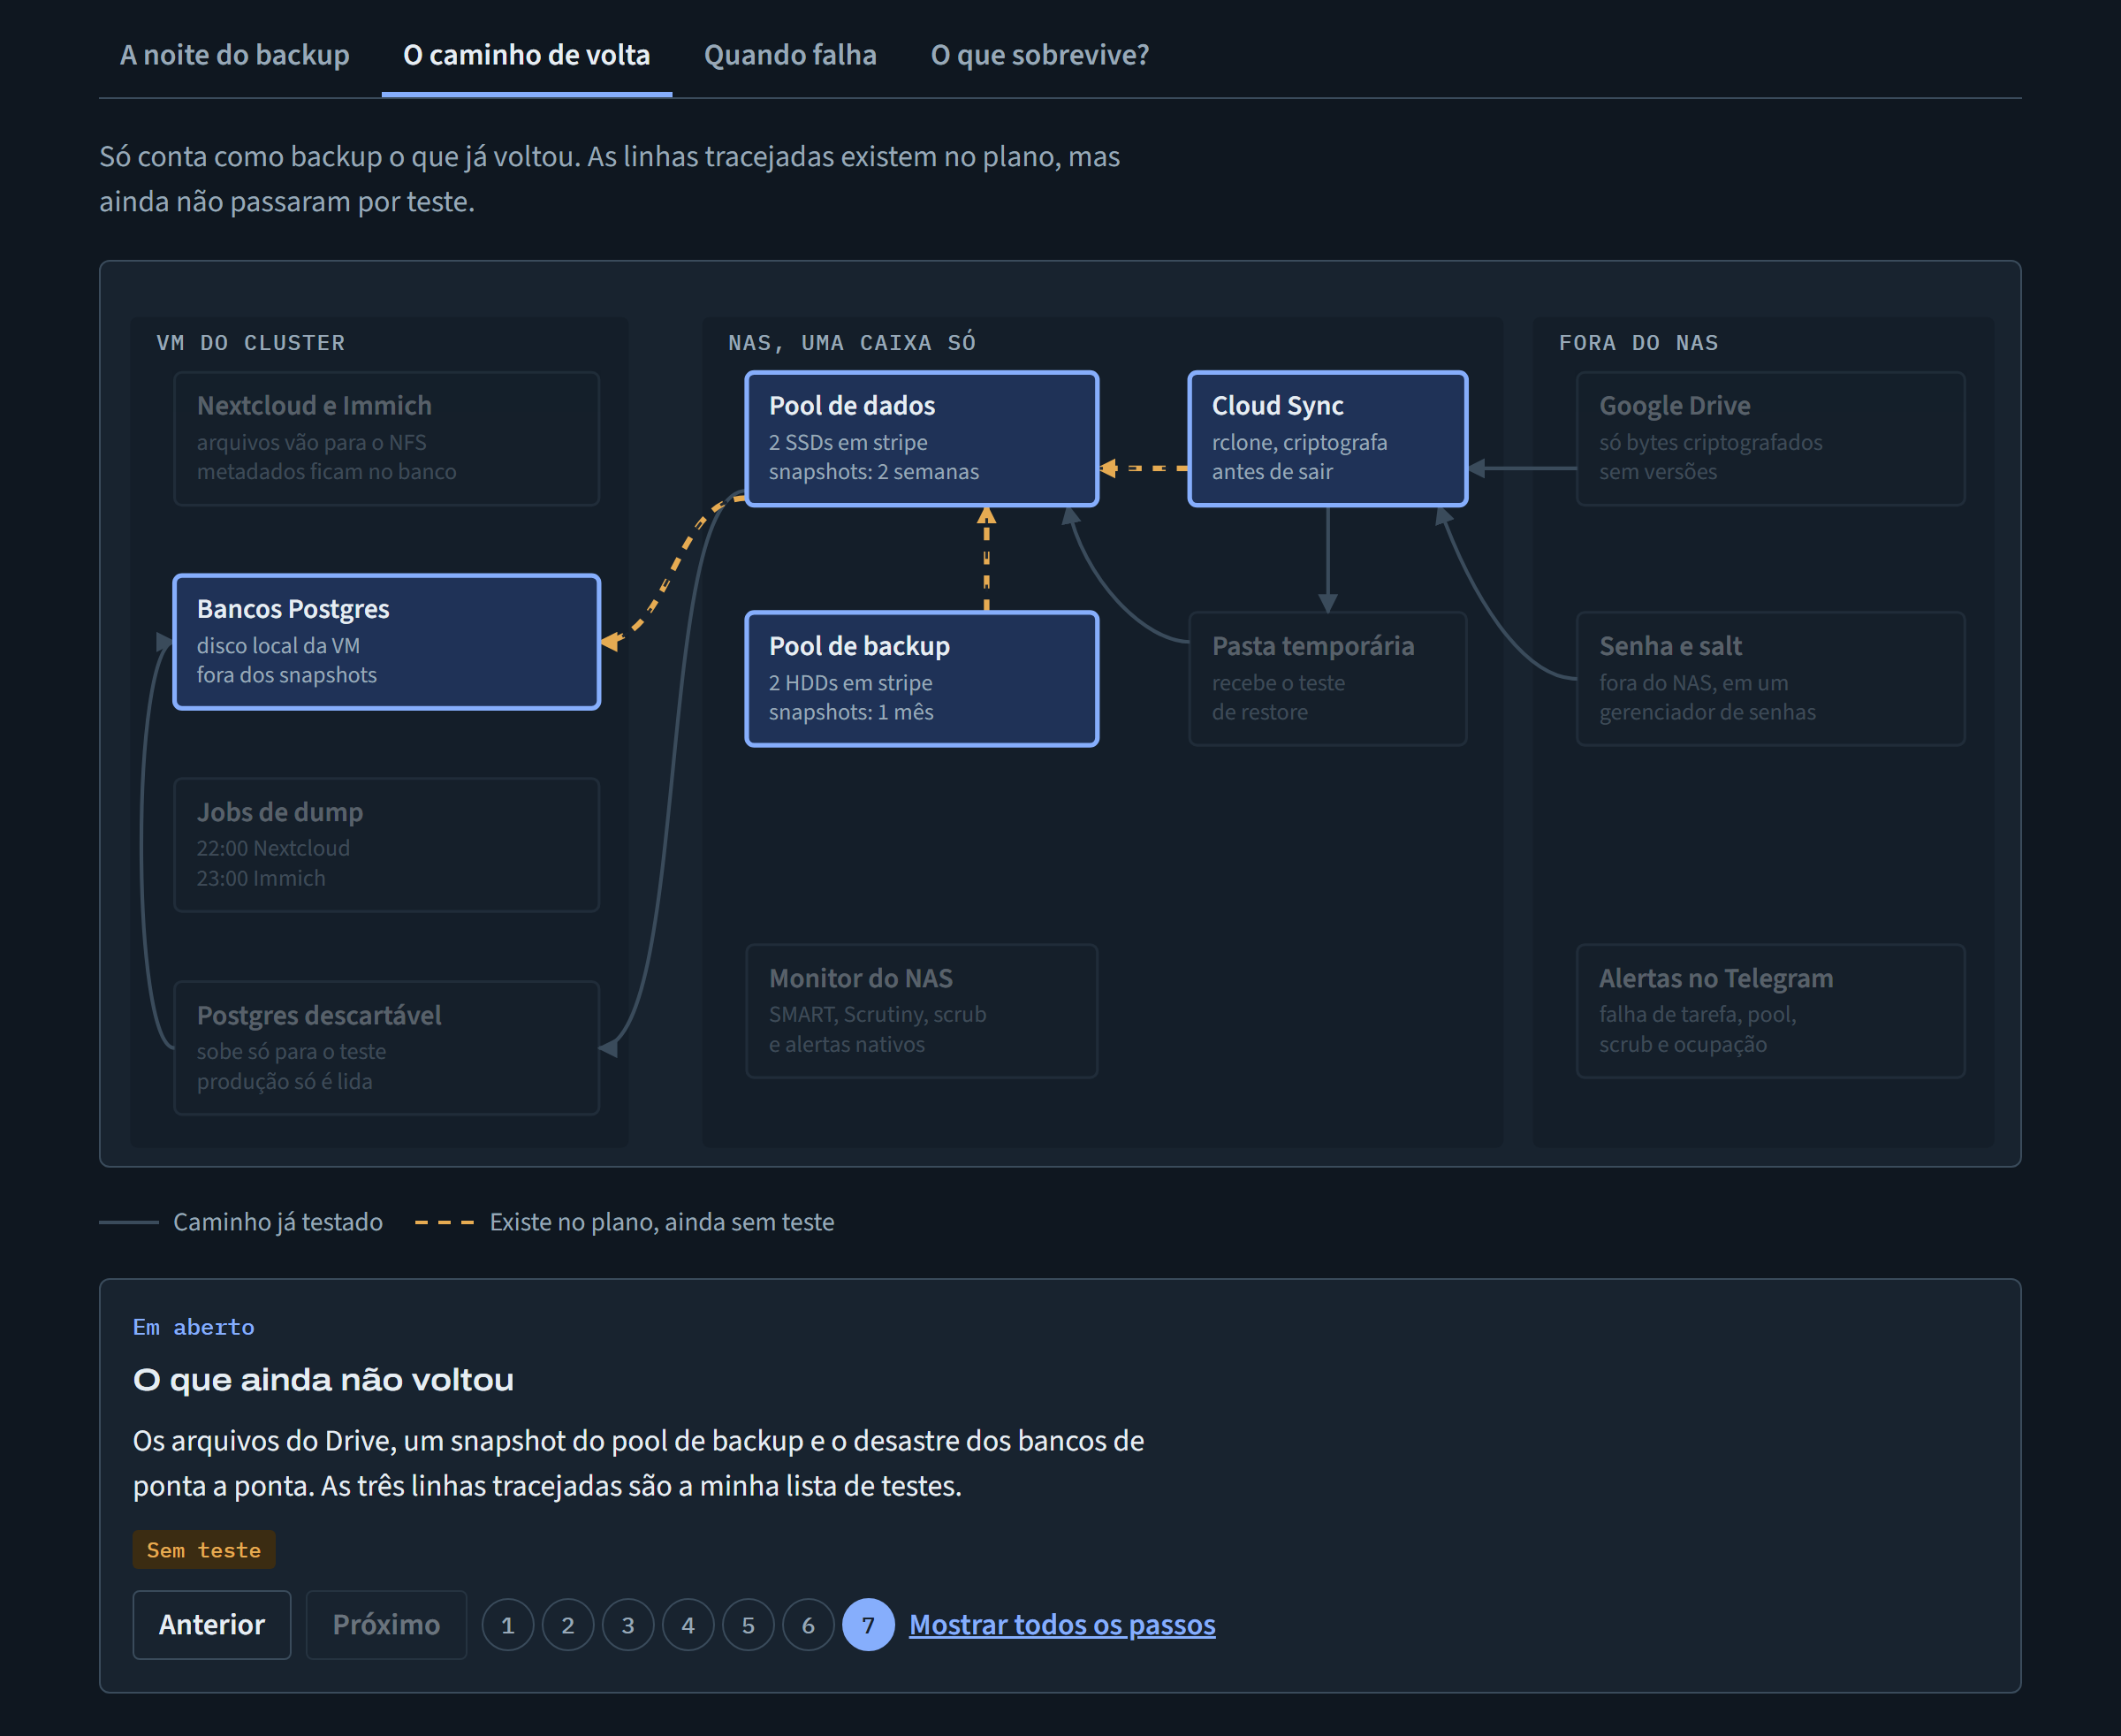 A noite do backup
O caminho de volta
Quando falha
O que sobrevive?
Só conta como backup o que já voltou. As linhas tracejadas existem no plano, mas
ainda não passaram por teste.
VM DO CLUSTER
Nextcloud e Immich
arquivos vão para o NFS
metadados ficam no banco
Bancos Postgres
disco local da VM
fora dos snapshots
Jobs de dump
22:00 Nextcloud
23:00 Immich
Postgres descartável
sobe só para o teste
produção só é lida
NAS, UMA CAIXA SÓ
Pool de dados
2 SSDs em stripe
snapshots: 2 semanas
Cloud Sync
rclone, criptografa
antes de sair
Pool de backup
2 HDDs em stripe
snapshots: 1 mês
Pasta temporária
recebe o teste
de restore
Monitor do NAS
SMART, Scrutiny, scrub
e alertas nativos
FORA DO NAS
Google Drive
só bytes criptografados
sem versões
Senha e salt
fora do NAS, em um
gerenciador de senhas
Alertas no Telegram
falha de tarefa, pool,
scrub e ocupação
Caminho já testado
Existe no plano, ainda sem teste
Em aberto
O que ainda não voltou
Os arquivos do Drive, um snapshot do pool de backup e o desastre dos bancos de
ponta a ponta. As três linhas tracejadas são a minha lista de testes.
Sem teste
Anterior
Próximo
1
2
3
4
5
6
7
Mostrar todos os passos